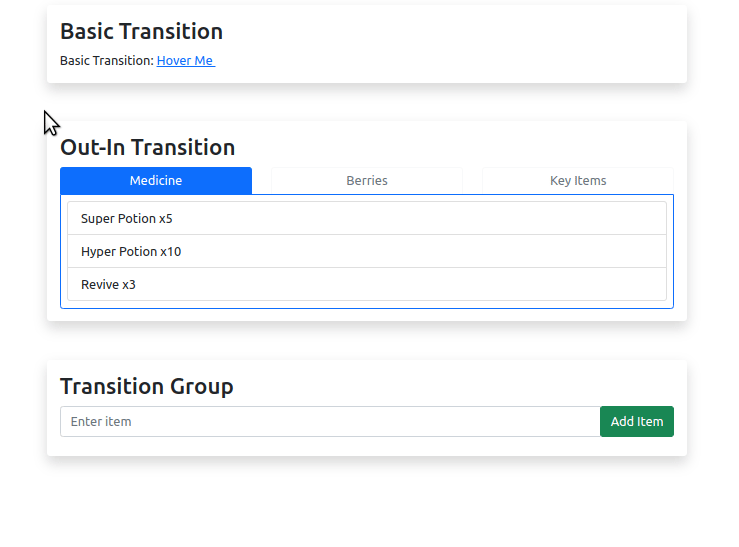 Basic Transition
Basic Transition: Hover Me
Out-In Transition
Medicine Berries Key Items
Super Potion x5
Hyper Potion x10
Revive x3
Transition Group
Enter item Add Item